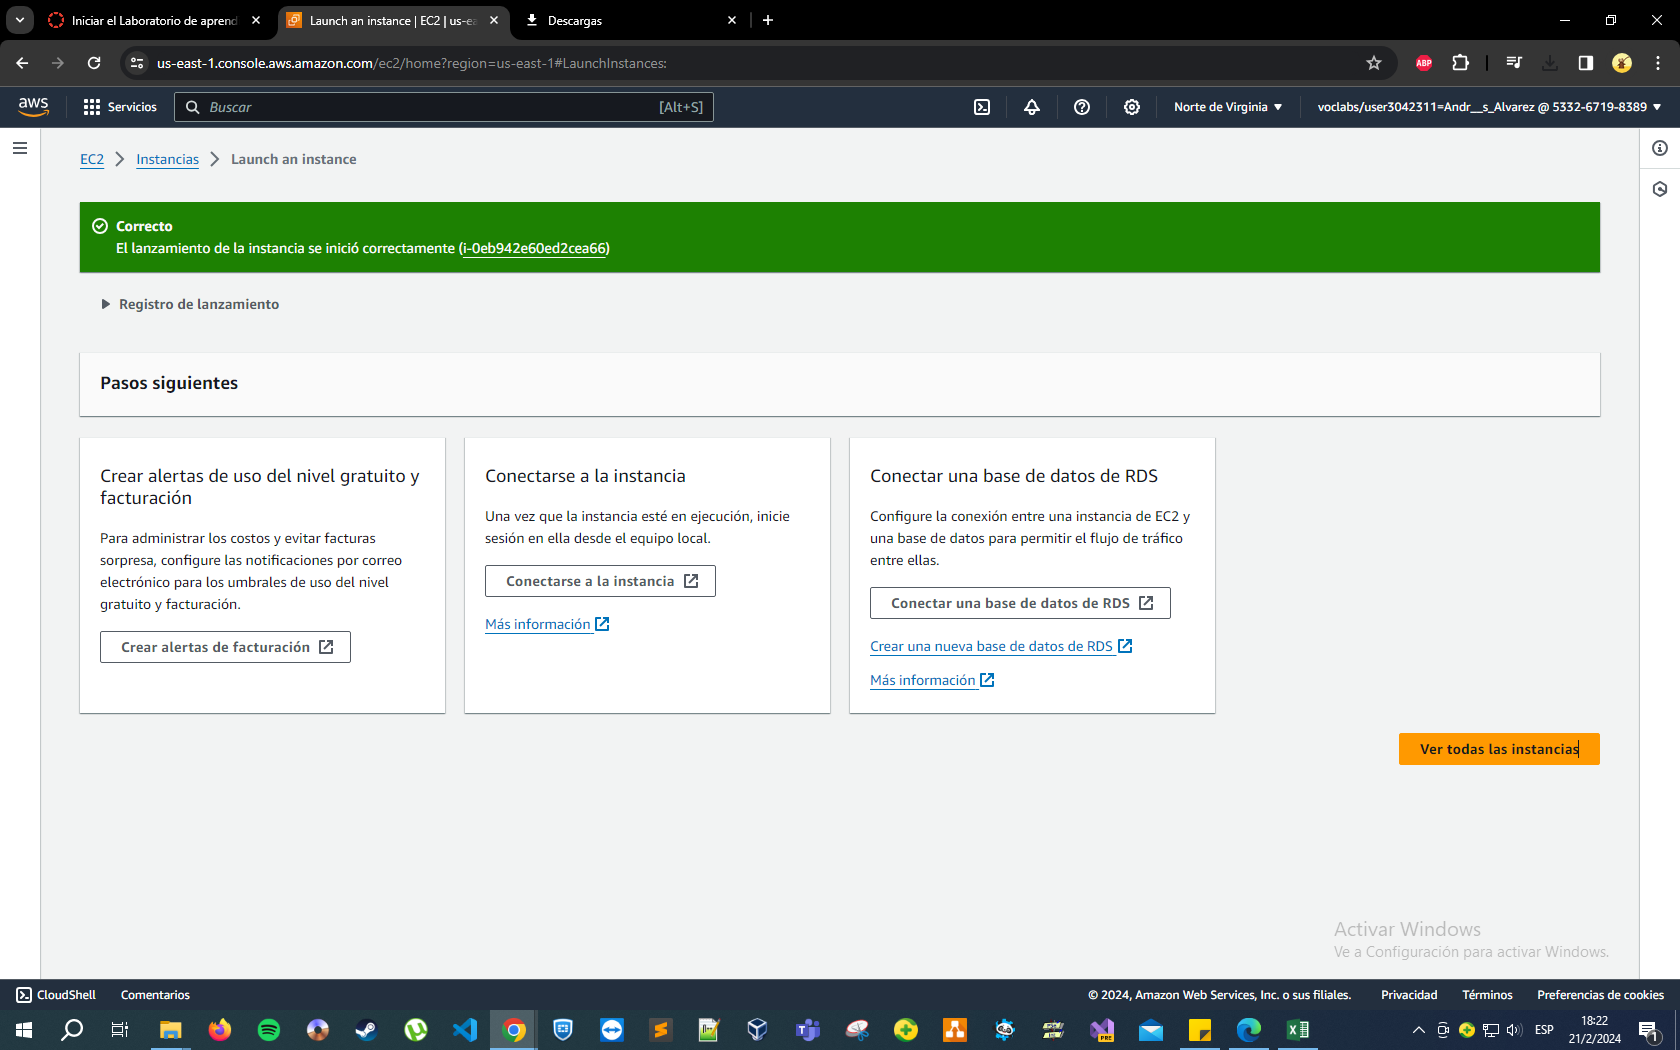 Iniciar el Laboratorio de aprend
Launch an instance | EC2 | us-ea
Descargas
us-east-1.console.aws.amazon.com/ec2/home?region=us-east-1#LaunchInstances:
ABP
aws
Servicios
Buscar
[Alt+S]
Norte de Virginia
voclabs/user3042311=Andr__s_Alvarez @ 5332-6719-8389
EC2
Instancias
Launch an instance
Correcto
El lanzamiento de la instancia se inició correctamente (i-0eb942e60ed2cea66)
Registro de lanzamiento
Pasos siguientes
Crear alertas de uso del nivel gratuito y
facturación
Para administrar los costos y evitar facturas
sorpresa, configure las notificaciones por correo
electrónico para los umbrales de uso del nivel
gratuito y facturación.
Crear alertas de facturación
Conectarse a la instancia
Una vez que la instancia esté en ejecución, inicie
sesión en ella desde el equipo local.
Conectarse a la instancia
Más información
Conectar una base de datos de RDS
Configure la conexión entre una instancia de EC2 y
una base de datos para permitir el flujo de tráfico
entre ellas.
Conectar una base de datos de RDS
Crear una nueva base de datos de RDS
Más información
Ver todas las instancias
Activar Windows
Ve a Configuración para activar Windows.
CloudShell
Comentarios
© 2024, Amazon Web Services, Inc. o sus filiales.
Privacidad
Términos
Preferencias de cookies
PRE
ESP
18:22
21/2/2024
1